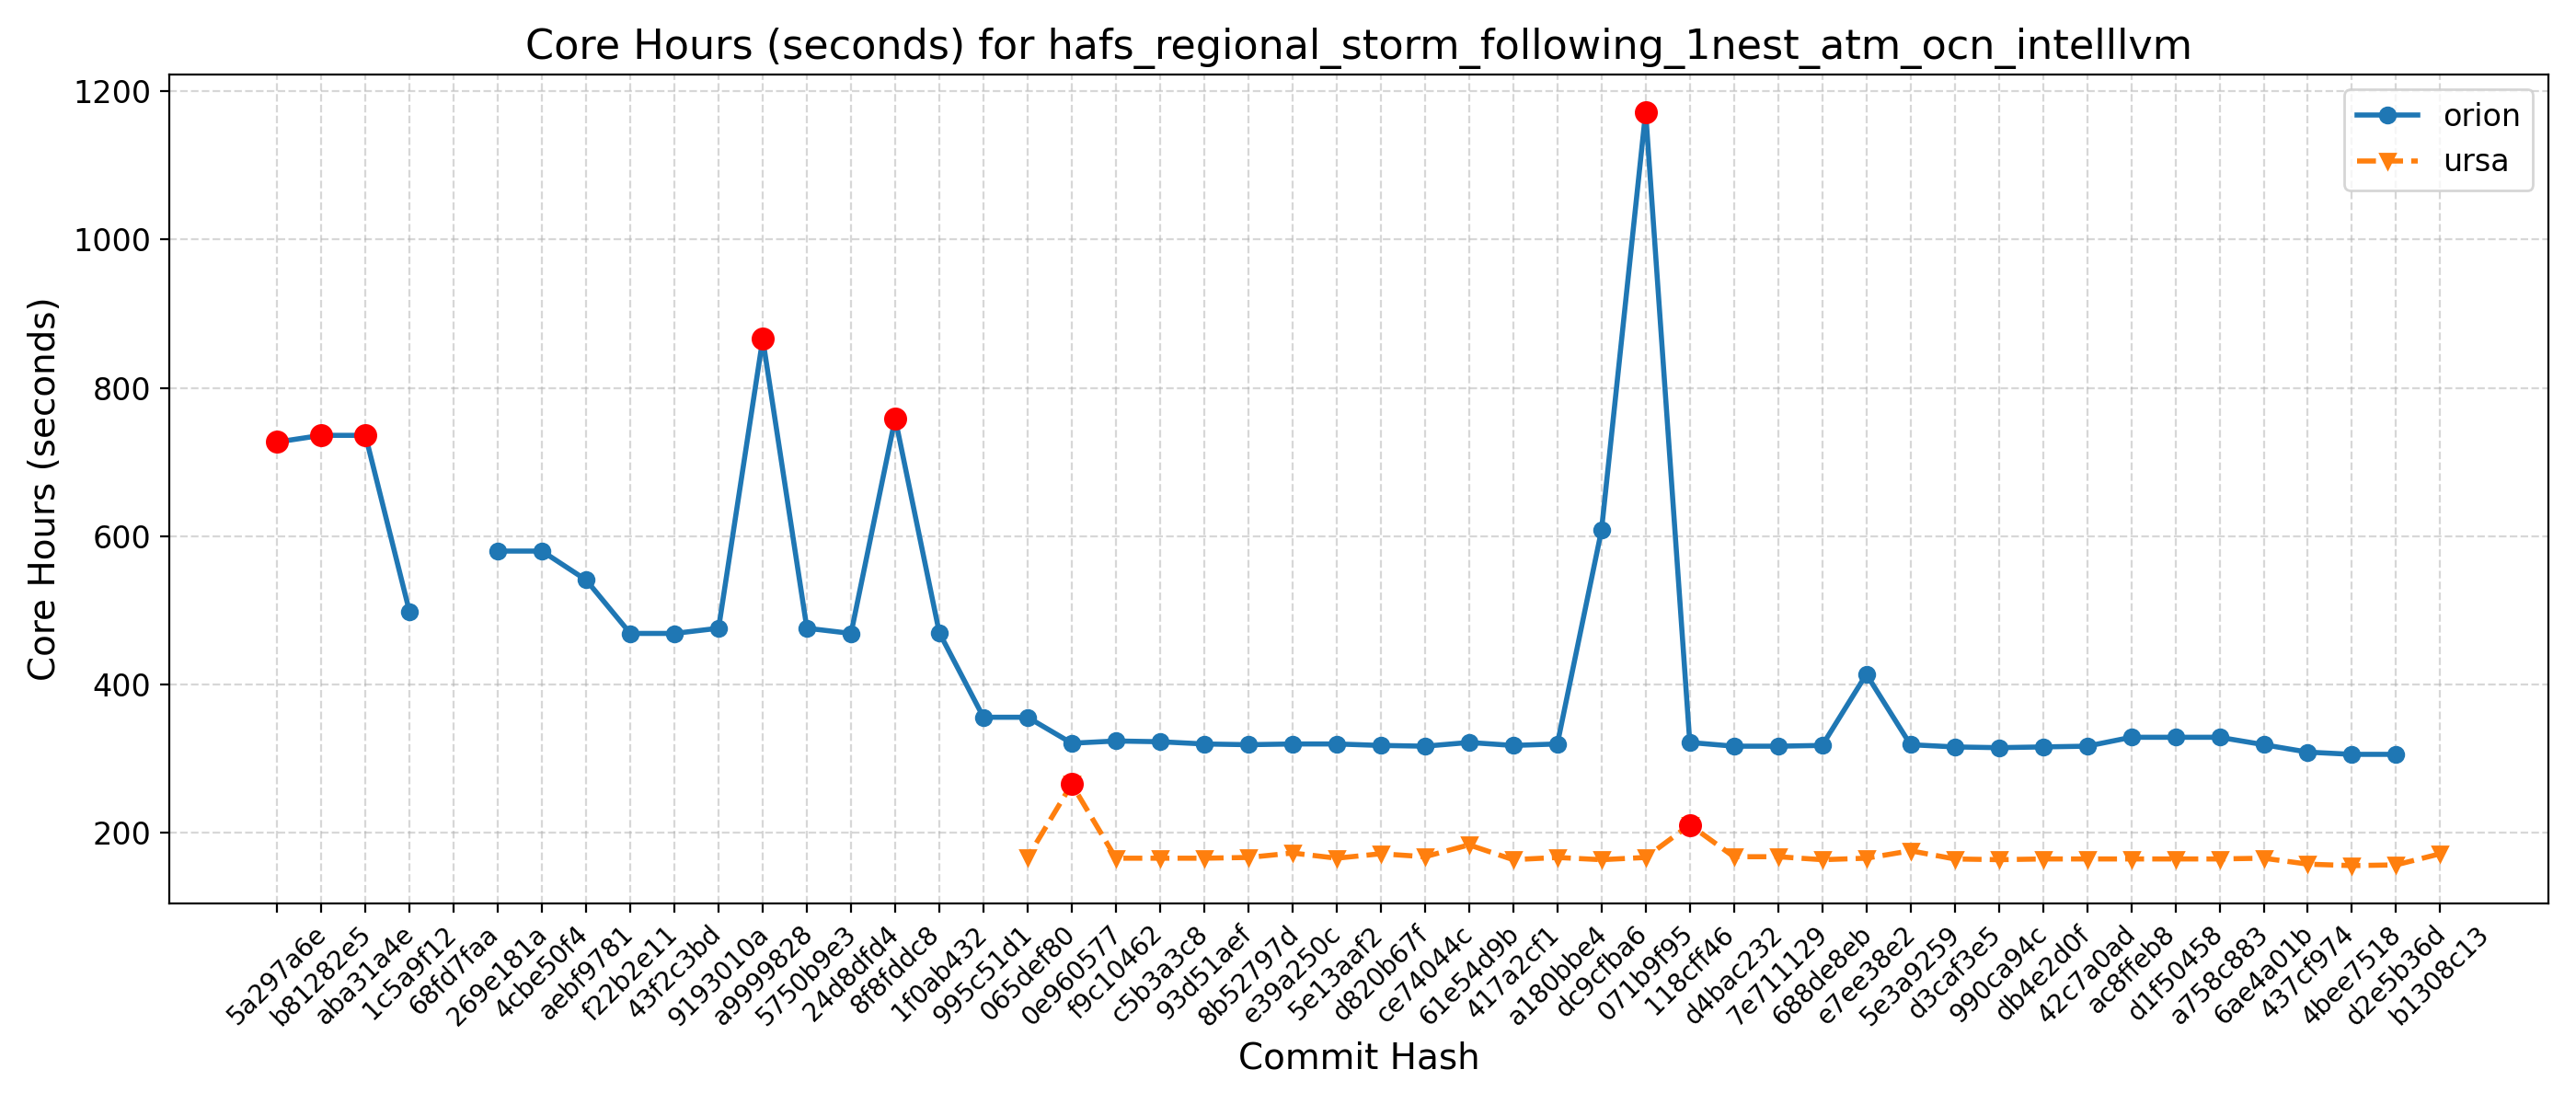 Core Hours (seconds) for hafs_regional_storm_following_1nest_atm_ocn_intelllvm
Core Hours (seconds)
1200
1000
800
600
400
200
orion
ursa
5a297a6e
b81282e5
aba31a4e
1c5a9f12
68fd7faa
269e181a
4cbe50f4
aebf9781
f22b2e11
43f2c3bd
9193010a
a9999828
5750b9e3
24d8dfd4
8f8fddc8
1f0ab432
995c51d1
065def80
0e960577
f9c10462
c5b3a3c8
93d51aef
8b52797d
e39a250c
5e13aaf2
d820b67f
ce74044c
61e54d9b
417a2cf1
a180bbe4
dc9cfba6
071b9f95
118cff46
d4bac232
7e711129
688de8eb
e7ee38e2
5e3a9259
d3caf3e5
990ca94c
db4e2d0f
42c7a0ad
ac8ffeb8
d1f50458
a758c883
6ae4a01b
437cf974
4bee7518
d2e5b36d
b1308c13
Commit Hash